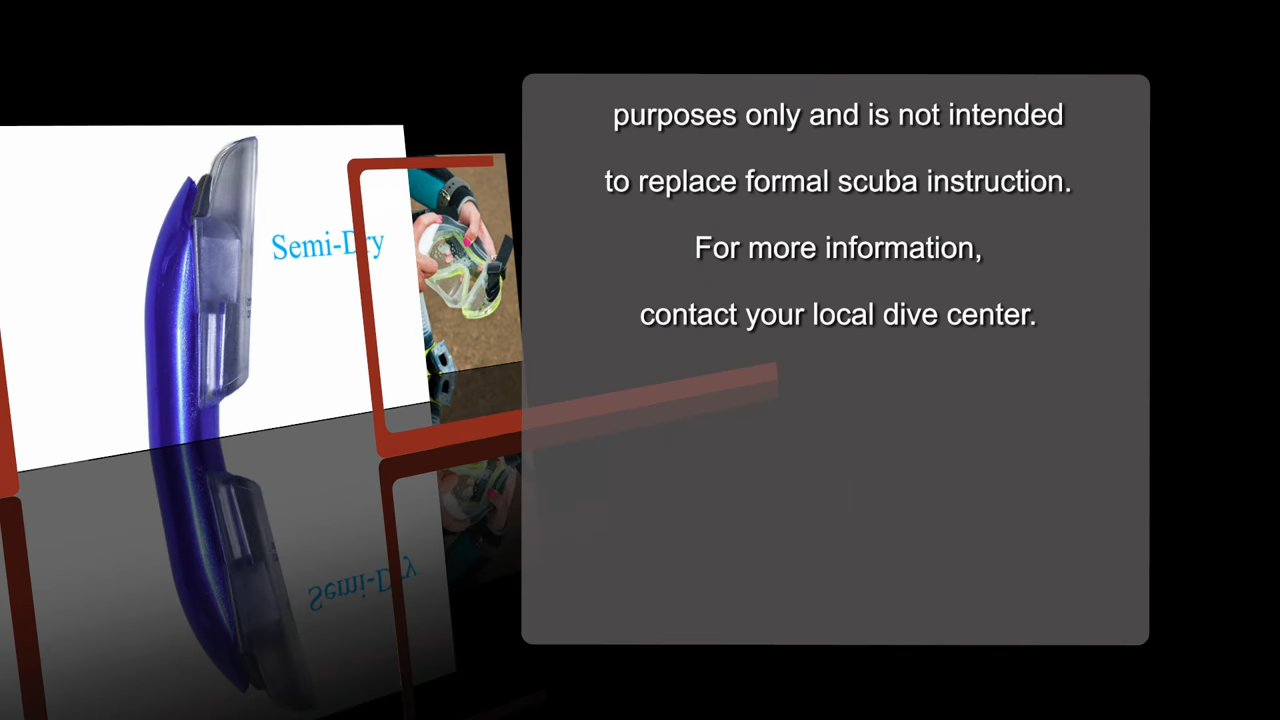 purposes only and is not intended
to replace formal scuba instruction.
For more information,
contact your local dive center.
Semi-Dry